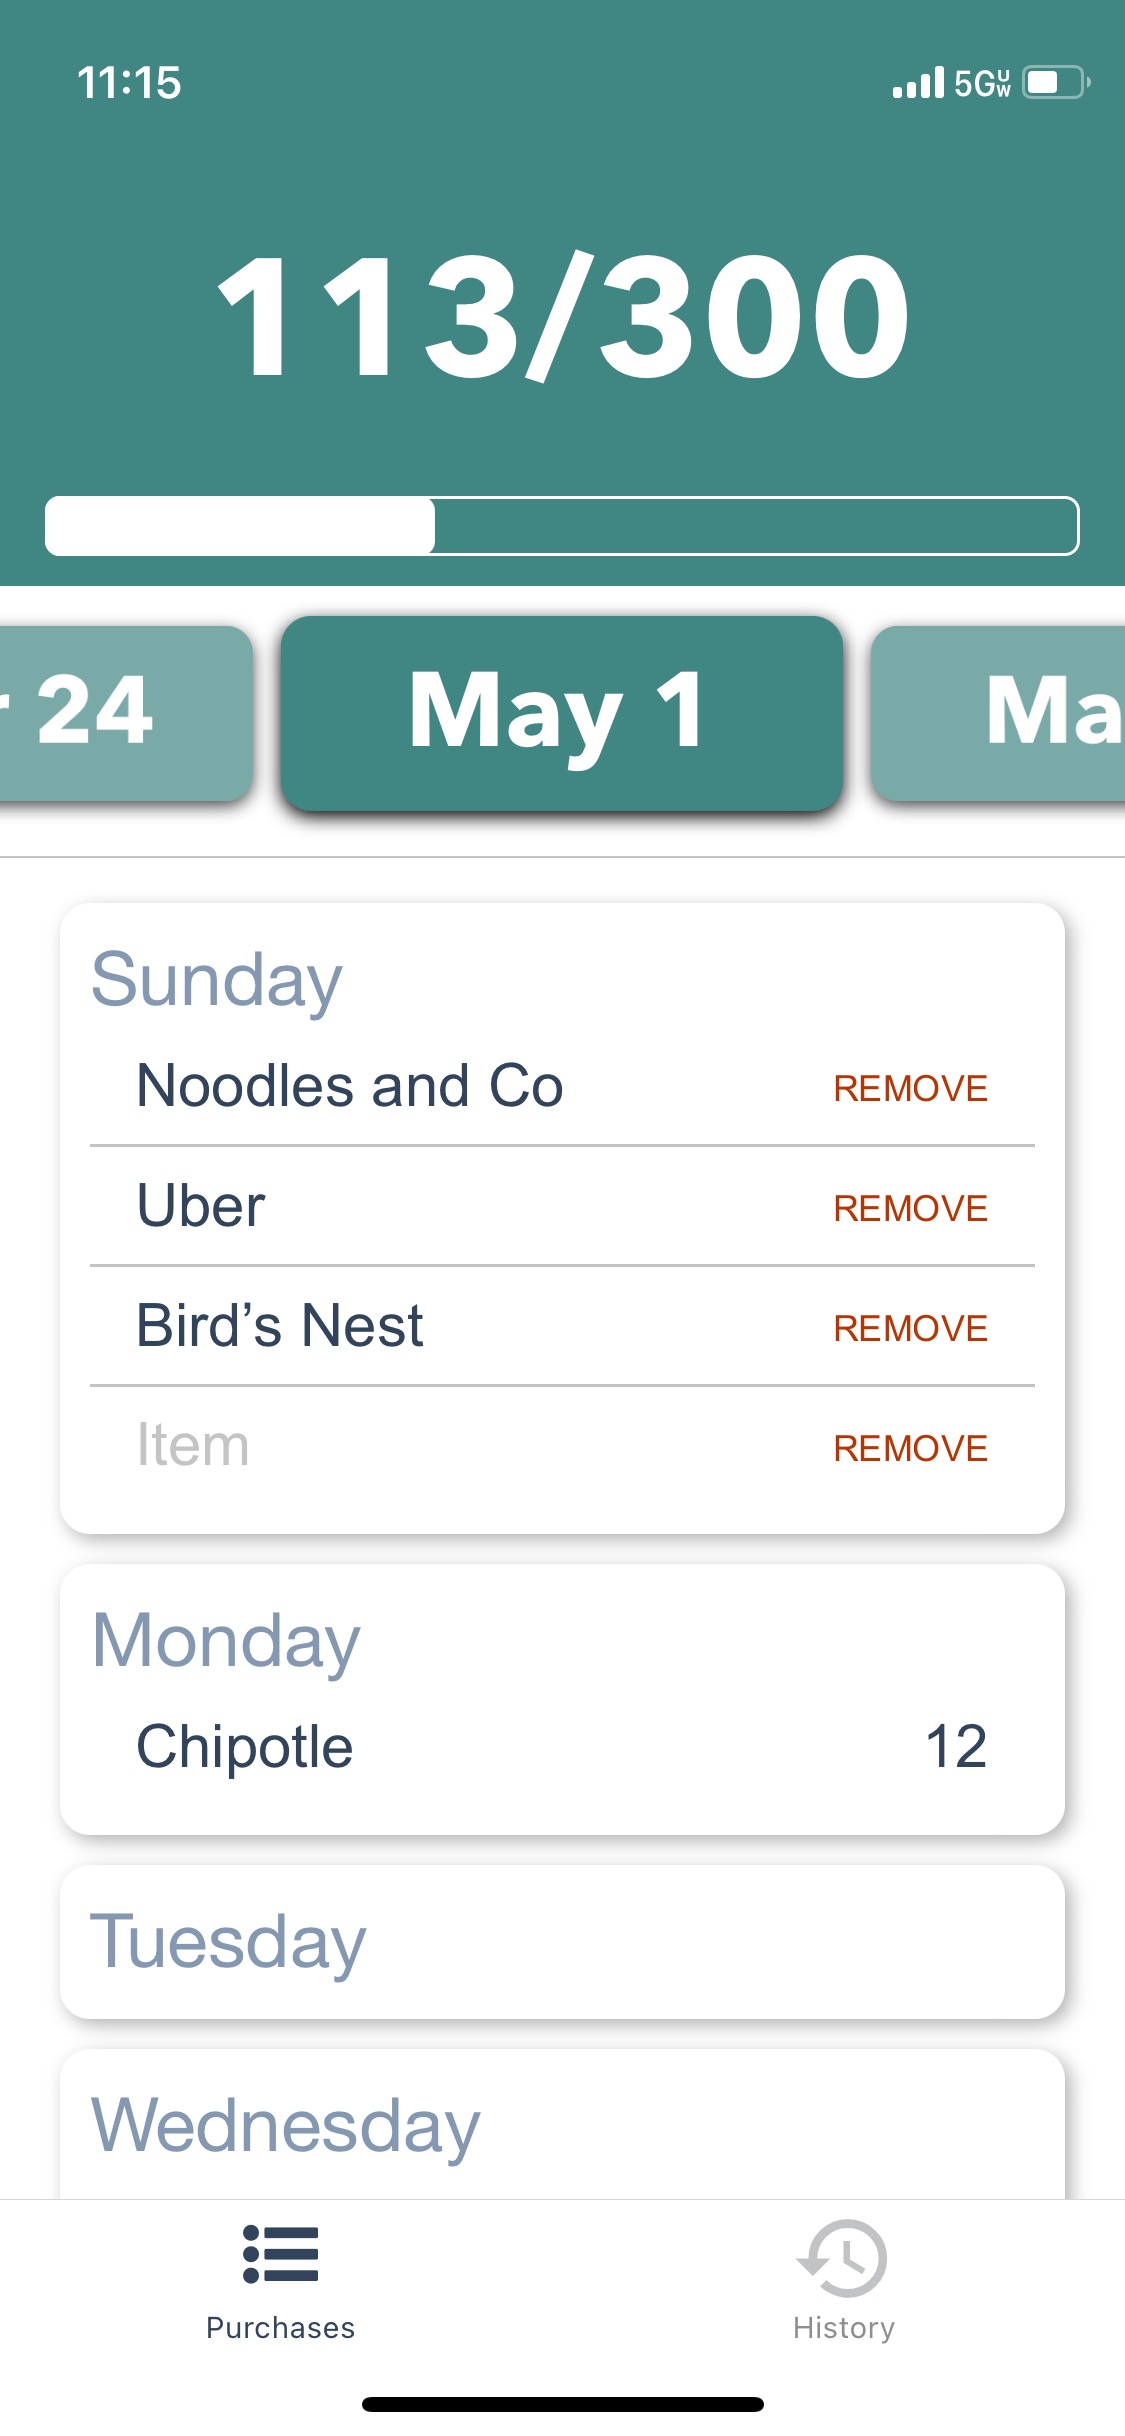 11:15
5G UW
113/300
r 24
May 1
Ma
Sunday
Noodles and Co REMOVE
Uber REMOVE
Bird’s Nest REMOVE
Item REMOVE
Monday
Chipotle 12
Tuesday
Wednesday
Purchases
History